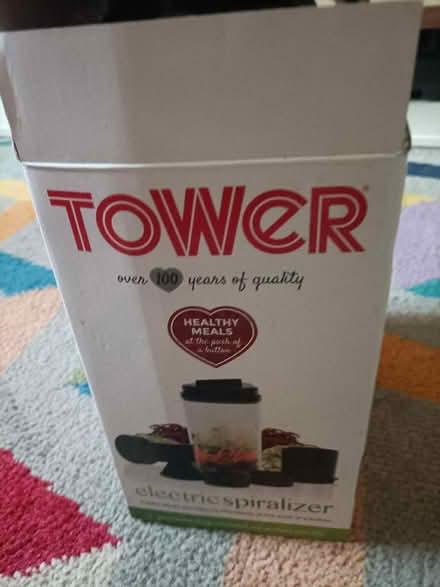 TOWER
over 100 years of quality
HEALTHY
MEALS
at the push of
a button
electric spiralizer